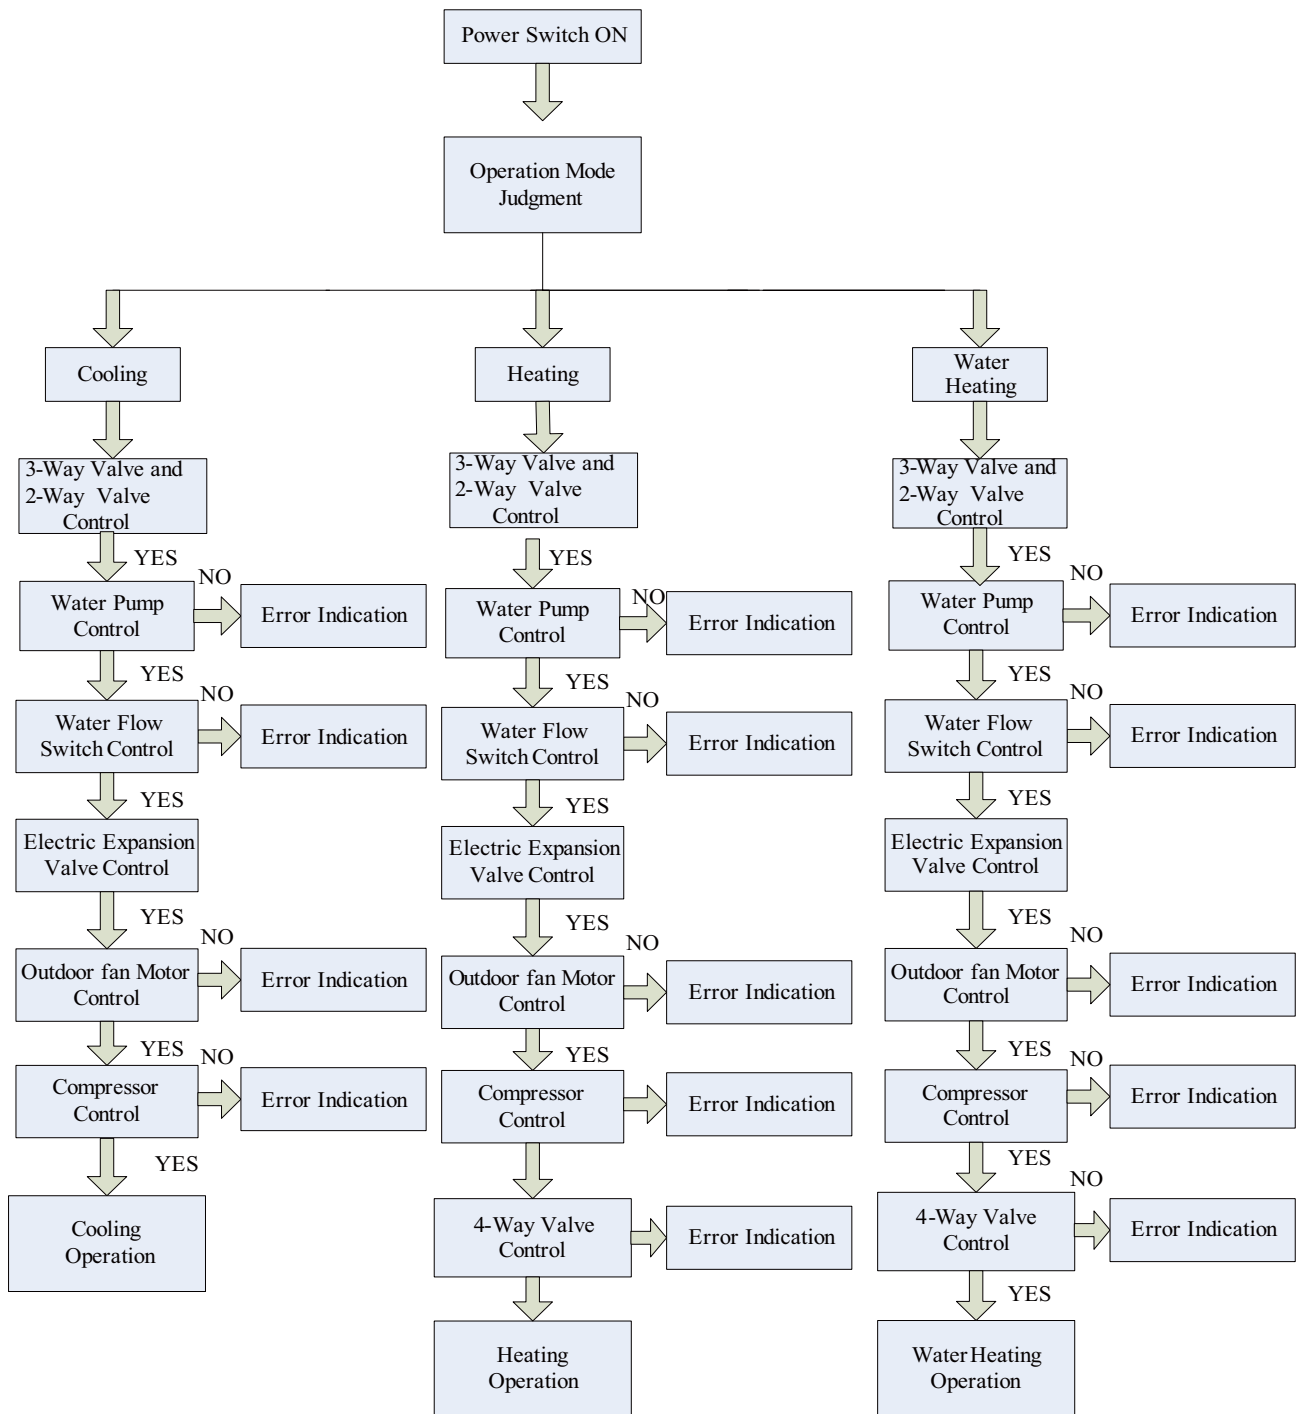 Power Switch ON
Operation Mode
Judgment
Cooling
3-Way Valve and
2-Way Valve
Control
YES
Water Pump
Control
NO
Error Indication
YES
Water Flow
Switch Control
NO
Error Indication
YES
Electric Expansion
Valve Control
YES
Outdoor fan Motor
Control
NO
Error Indication
YES
Compressor
Control
NO
Error Indication
YES
Cooling
Operation
Heating
3-Way Valve and
2-Way Valve
Control
YES
Water Pump
Control
NO
Error Indication
YES
Water Flow
Switch Control
NO
Error Indication
YES
Electric Expansion
Valve Control
YES
Outdoor fan Motor
Control
NO
Error Indication
YES
Compressor
Control
Error Indication
4-Way Valve
Control
Error Indication
Heating
Operation
Water
Heating
3-Way Valve and
2-Way Valve
Control
YES
Water Pump
Control
NO
Error Indication
YES
Water Flow
Switch Control
NO
Error Indication
YES
Electric Expansion
Valve Control
YES
Outdoor fan Motor
Control
NO
Error Indication
YES
Compressor
Control
NO
Error Indication
YES
4-Way Valve
Control
NO
Error Indication
YES
Water Heating
Operation